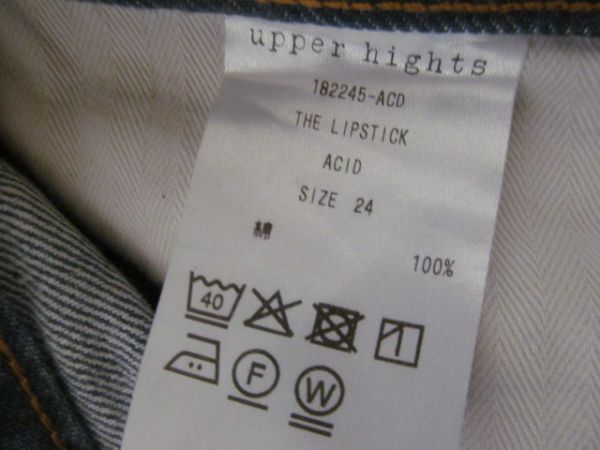 upper hights
182245-ACD
THE LIPSTICK
ACID
SIZE 24
綿 100%
40
F W